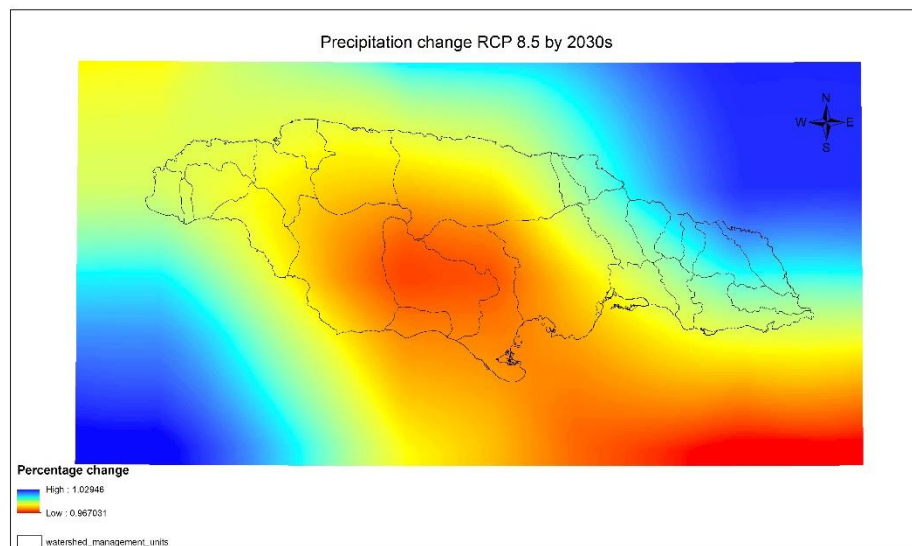 Precipitation change RCP 8.5 by 2030s
N
W E
S
Percentage change
High : 1.02946
Low : 0.967031
watershed_management_units